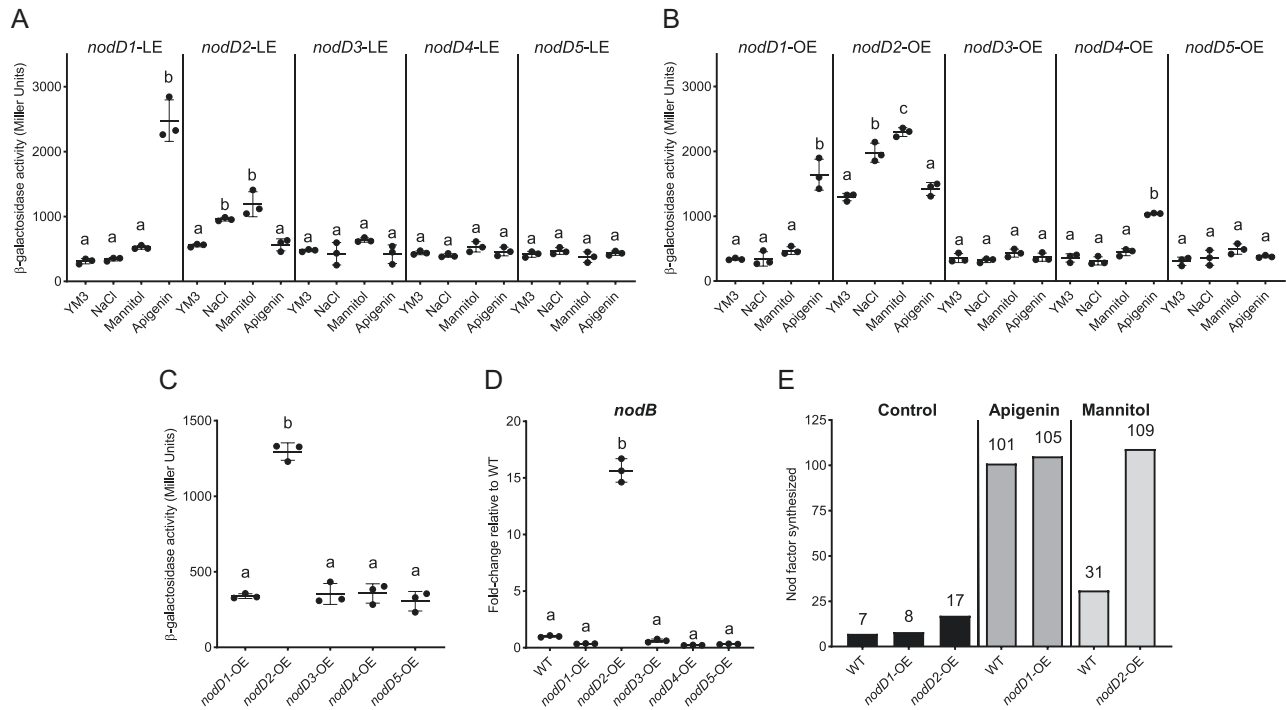 A
nodD1-LE nodD2-LE nodD3-LE nodD4-LE nodD5-LE
β-galactosidase activity (Miller Units)
3000
2000
1000
0
a a a b
a b b a
a a a a
a a a a
a a a a
YM3 NaCl Mannitol Apigenin YM3 NaCl Mannitol Apigenin YM3 NaCl Mannitol Apigenin YM3 NaCl Mannitol Apigenin YM3 NaCl Mannitol Apigenin
B
nodD1-OE nodD2-OE nodD3-OE nodD4-OE nodD5-OE
β-galactosidase activity (Miller Units)
3000
2000
1000
0
a a a b
a b c a
a a a a
a a a b
a a a a
YM3 NaCl Mannitol Apigenin YM3 NaCl Mannitol Apigenin YM3 NaCl Mannitol Apigenin YM3 NaCl Mannitol Apigenin YM3 NaCl Mannitol Apigenin
C
β-galactosidase activity (Miller Units)
1500
1000
500
0
a b a a a
nodD1-OE nodD2-OE nodD3-OE nodD4-OE nodD5-OE
D
nodB
Fold-change relative to WT
20
15
10
5
0
a a b a a a
WT nodD1-OE nodD2-OE nodD3-OE nodD4-OE nodD5-OE
E
Control Apigenin Mannitol
Nod factor synthesized
125
100
75
50
25
0
7 8 17 101 105 31 109
WT nodD1-OE nodD2-OE WT nodD1-OE WT nodD2-OE